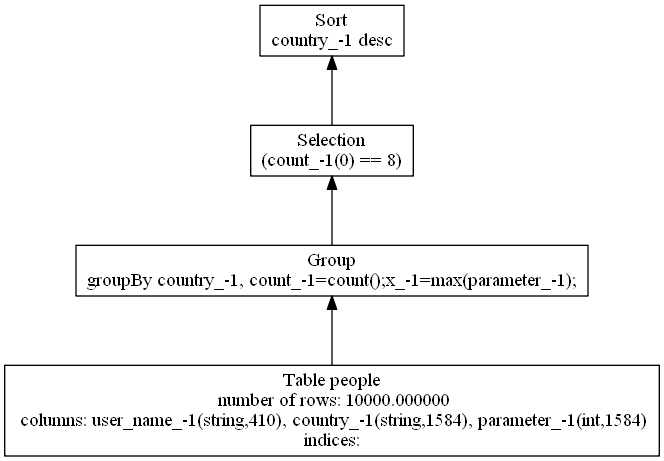 Sort
country_-1 desc
Selection
(count_-1(0) == 8)
Group
groupBy country_-1, count_-1=count();x_-1=max(parameter_-1);
Table people
number of rows: 10000.000000
columns: user_name_-1(string,410), country_-1(string,1584), parameter_-1(int,1584)
indices: